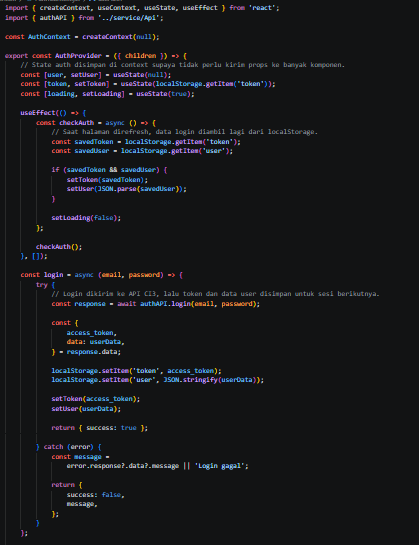 import { createContext, useContext, useState, useEffect } from 'react';
import { authAPI } from '../service/Api';

const AuthContext = createContext(null);

export const AuthProvider = ({ children }) => {
    // State auth disimpan di context supaya tidak perlu kirim props ke banyak komponen.
    const [user, setUser] = useState(null);
    const [token, setToken] = useState(localStorage.getItem('token'));
    const [loading, setLoading] = useState(true);

    useEffect(() => {
        const checkAuth = async () => {
            // Saat halaman direfresh, data login diambil lagi dari localStorage.
            const savedToken = localStorage.getItem('token');
            const savedUser = localStorage.getItem('user');

            if (savedToken && savedUser) {
                setToken(savedToken);
                setUser(JSON.parse(savedUser));
            }

            setLoading(false);
        };

        checkAuth();
    }, []);

    const login = async (email, password) => {
        try {
            // Login dikirim ke API CI3, lalu token dan data user disimpan untuk sesi berikutnya.
            const response = await authAPI.login(email, password);

            const {
                access_token,
                data: userData,
            } = response.data;

            localStorage.setItem('token', access_token);
            localStorage.setItem('user', JSON.stringify(userData));

            setToken(access_token);
            setUser(userData);

            return { success: true };

        } catch (error) {
            const message =
                error.response?.data?.message || 'Login gagal';

            return {
                success: false,
                message,
            };
        }
    };